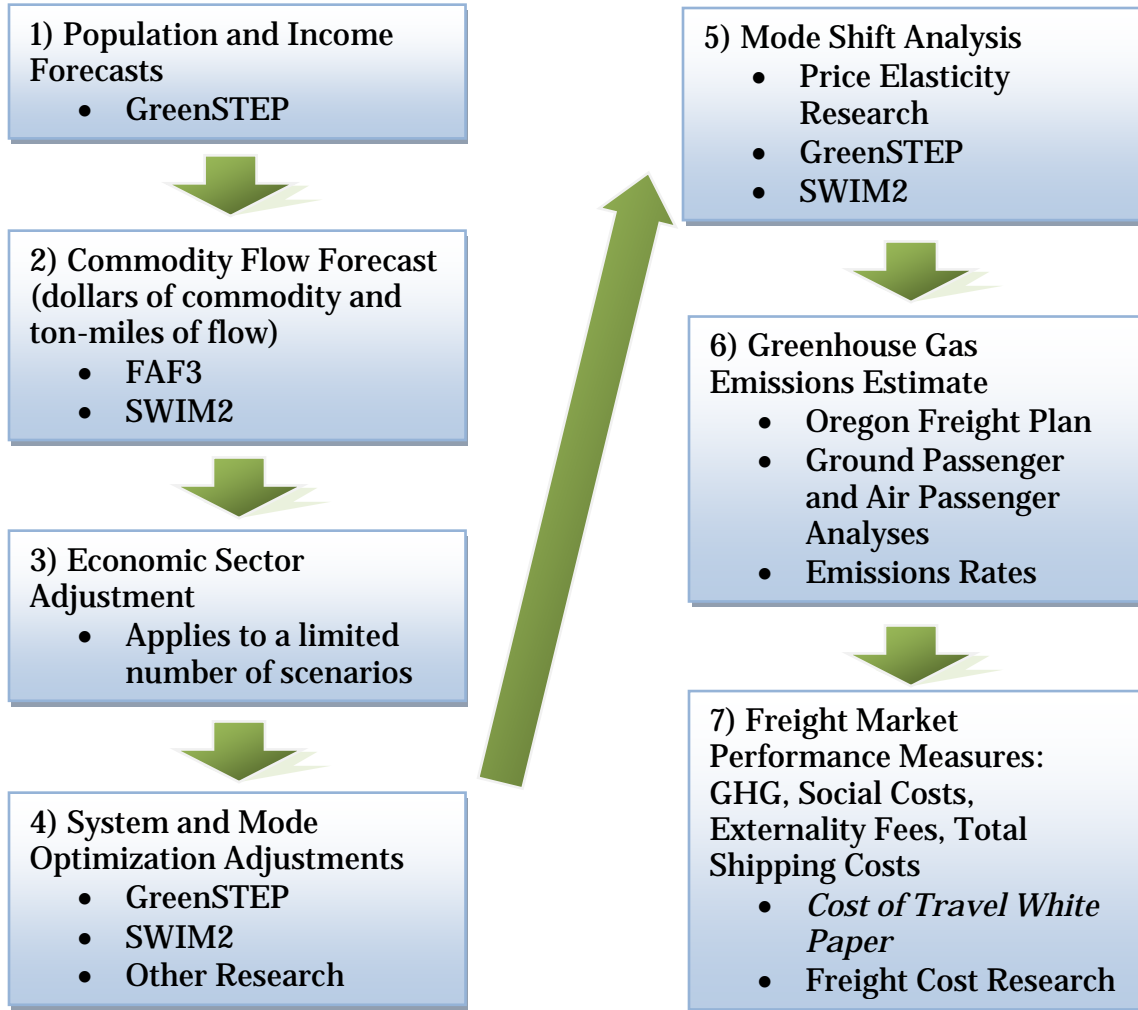 1) Population and Income
Forecasts
• GreenSTEP
2) Commodity Flow Forecast
(dollars of commodity and
ton-miles of flow)
• FAF3
• SWIM2
3) Economic Sector
Adjustment
• Applies to a limited
number of scenarios
4) System and Mode
Optimization Adjustments
• GreenSTEP
• SWIM2
• Other Research
5) Mode Shift Analysis
• Price Elasticity
Research
• GreenSTEP
• SWIM2
6) Greenhouse Gas
Emissions Estimate
• Oregon Freight Plan
• Ground Passenger
and Air Passenger
Analyses
• Emissions Rates
7) Freight Market
Performance Measures:
GHG, Social Costs,
Externality Fees, Total
Shipping Costs
• Cost of Travel White
Paper
• Freight Cost Research